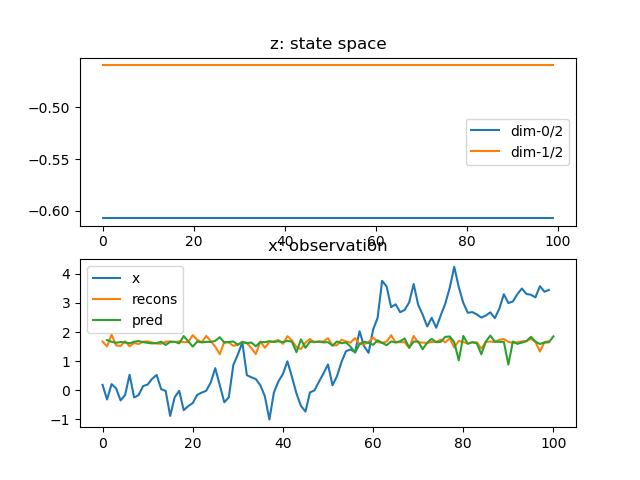 z: state space
−0.50
−0.55
−0.60
dim-0/2
dim-1/2
0 20 40 60 80 100
x: observation
4
3
2
1
0
−1
x
recons
pred
0 20 40 60 80 100